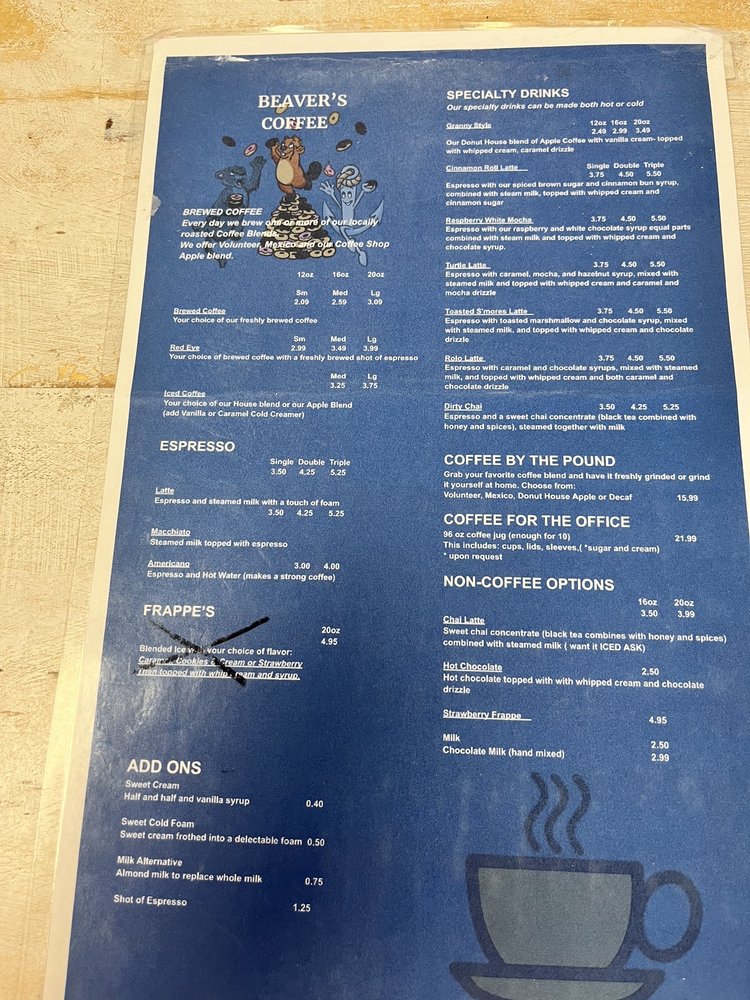 BEAVER'S
COFFEE
BREWED COFFEE
Every day we brew one or more of our locally
roasted Coffee Blends.
We offer Volunteer, Mexico and our Coffee Shop
Apple blend.
12oz 16oz 20oz
Sm Med Lg
2.09 2.59 3.09
Brewed Coffee
Your choice of our freshly brewed coffee
Sm Med Lg
Red Eye 2.99 3.49 3.99
Your choice of brewed coffee with a freshly brewed shot of espresso
Med Lg
3.25 3.75
Iced Coffee
Your choice of our House blend or our Apple Blend
(add Vanilla or Caramel Cold Creamer)
ESPRESSO
Single Double Triple
3.50 4.25 5.25
Latte
Espresso and steamed milk with a touch of foam
3.50 4.25 5.25
Macchiato
Steamed milk topped with espresso
Americano 3.00 4.00
Espresso and Hot Water (makes a strong coffee)
FRAPPE'S
20oz
4.95
Blended Ice with your choice of flavor:
Caramel, Cookies & Cream or Strawberry
Then topped with whip cream and syrup.
ADD ONS
Sweet Cream
Half and half and vanilla syrup 0.40
Sweet Cold Foam
Sweet cream frothed into a delectable foam 0.50
Milk Alternative
Almond milk to replace whole milk 0.75
Shot of Espresso 1.25
SPECIALTY DRINKS
Our specialty drinks can be made both hot or cold
12oz 16oz 20oz
Granny Style 2.49 2.99 3.49
Our Donut House blend of Apple Coffee with vanilla cream- topped
with whipped cream, caramel drizzle
Single Double Triple
Cinnamon Roll Latte 3.75 4.50 5.50
Espresso with our spiced brown sugar and cinnamon bun syrup,
combined with steam milk, topped with whipped cream and
cinnamon sugar
Raspberry White Mocha 3.75 4.50 5.50
Espresso with our raspberry and white chocolate syrup equal parts
combined with steam milk and topped with whipped cream and
chocolate syrup.
Turtle Latte 3.75 4.50 5.50
Espresso with caramel, mocha, and hazelnut syrup, mixed with
steamed milk and topped with whipped cream and caramel and
mocha drizzle
Toasted S'mores Latte 3.75 4.50 5.50
Espresso with toasted marshmallow and chocolate syrup, mixed
with steamed milk, and topped with whipped cream and chocolate
drizzle
Rolo Latte 3.75 4.50 5.50
Espresso with caramel and chocolate syrups, mixed with steamed
milk, and topped with whipped cream and both caramel and
chocolate drizzle
Dirty Chai 3.50 4.25 5.25
Espresso and a sweet chai concentrate (black tea combined with
honey and spices), steamed together with milk
COFFEE BY THE POUND
Grab your favorite coffee blend and have it freshly grinded or grind
it yourself at home. Choose from:
Volunteer, Mexico, Donut House Apple or Decaf 15.99
COFFEE FOR THE OFFICE
96 oz coffee jug (enough for 10) 21.99
This includes: cups, lids, sleeves,( *sugar and cream)
* upon request
NON-COFFEE OPTIONS
16oz 20oz
Chai Latte 3.50 3.99
Sweet chai concentrate (black tea combines with honey and spices)
combined with steamed milk ( want it ICED ASK)
Hot Chocolate 2.50
Hot chocolate topped with with whipped cream and chocolate
drizzle
Strawberry Frappe 4.95
Milk 2.50
Chocolate Milk (hand mixed) 2.99